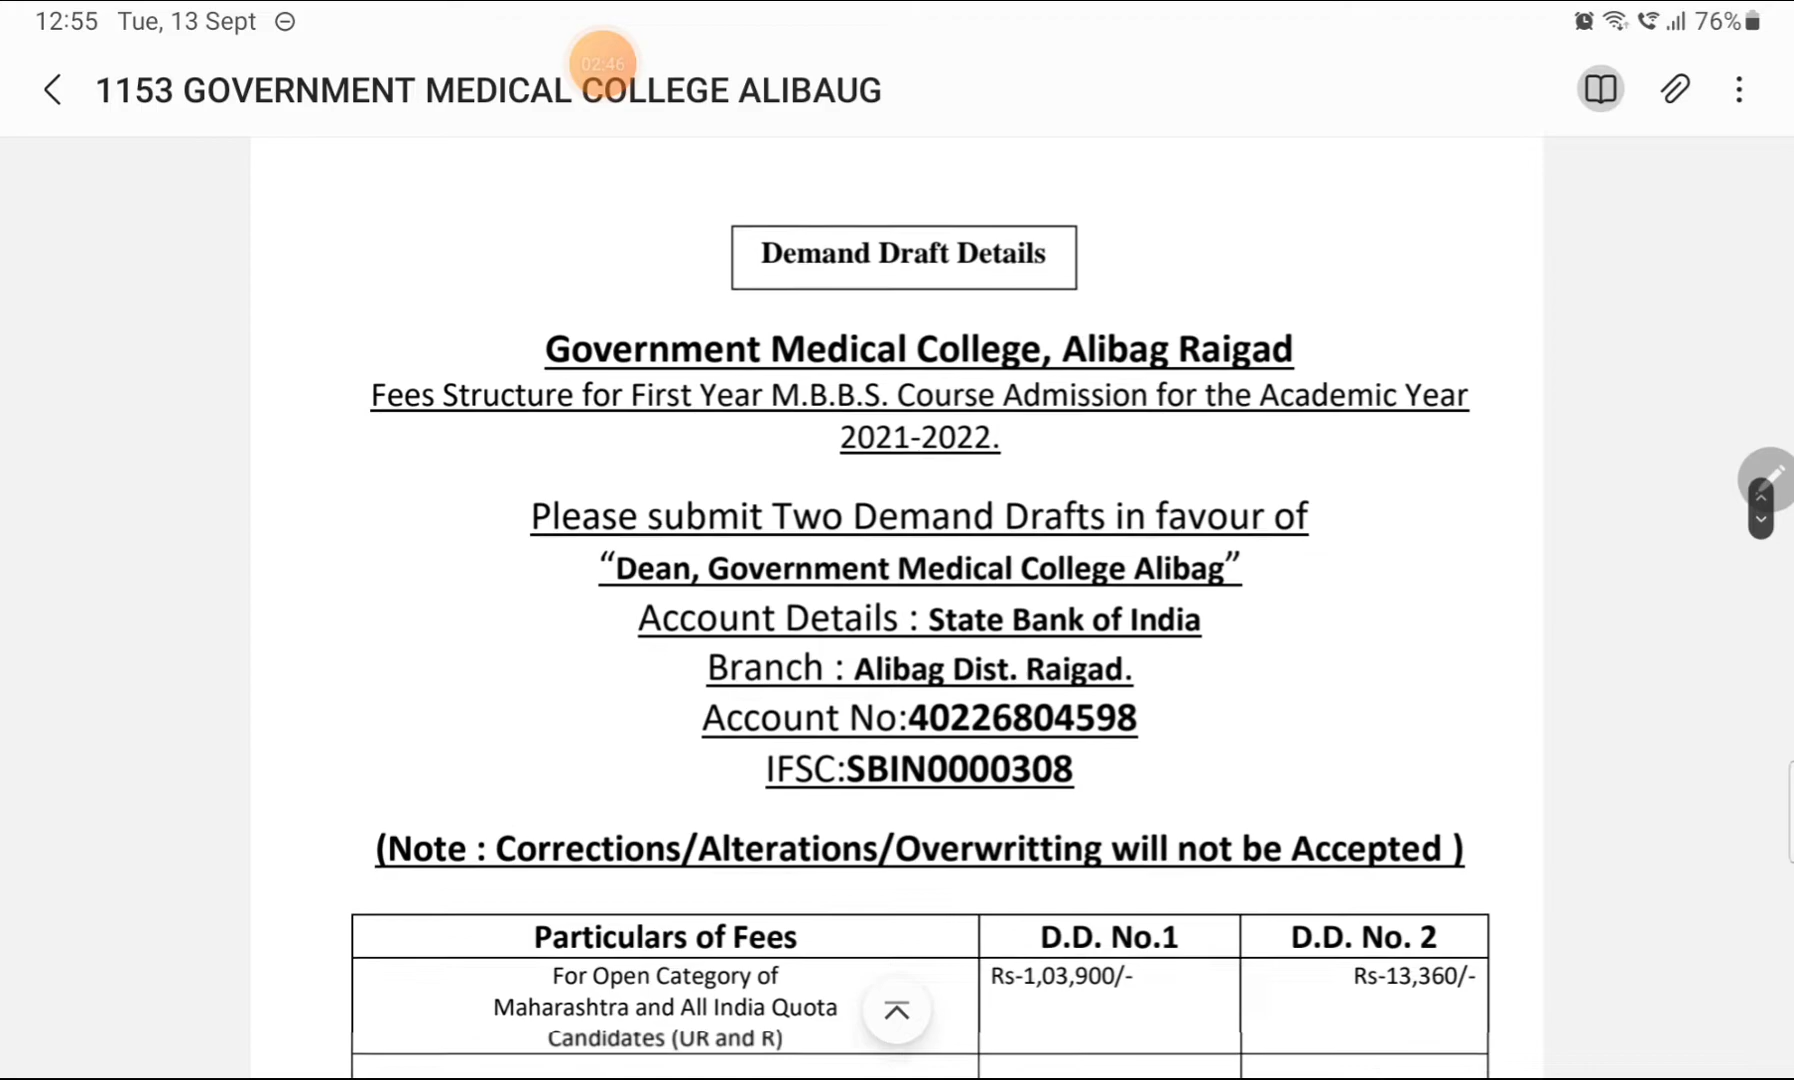 12:55 Tue, 13 Sept
76%
02:46
1153 GOVERNMENT MEDICAL COLLEGE ALIBAUG
Demand Draft Details
Government Medical College, Alibag Raigad
Fees Structure for First Year M.B.B.S. Course Admission for the Academic Year
2021-2022.
Please submit Two Demand Drafts in favour of
“Dean, Government Medical College Alibag”
Account Details : State Bank of India
Branch : Alibag Dist. Raigad.
Account No:40226804598
IFSC:SBIN0000308
(Note : Corrections/Alterations/Overwritting will not be Accepted )
Particulars of Fees D.D. No.1 D.D. No. 2
For Open Category of Rs-1,03,900/- Rs-13,360/-
Maharashtra and All India Quota
Candidates (UR and R)